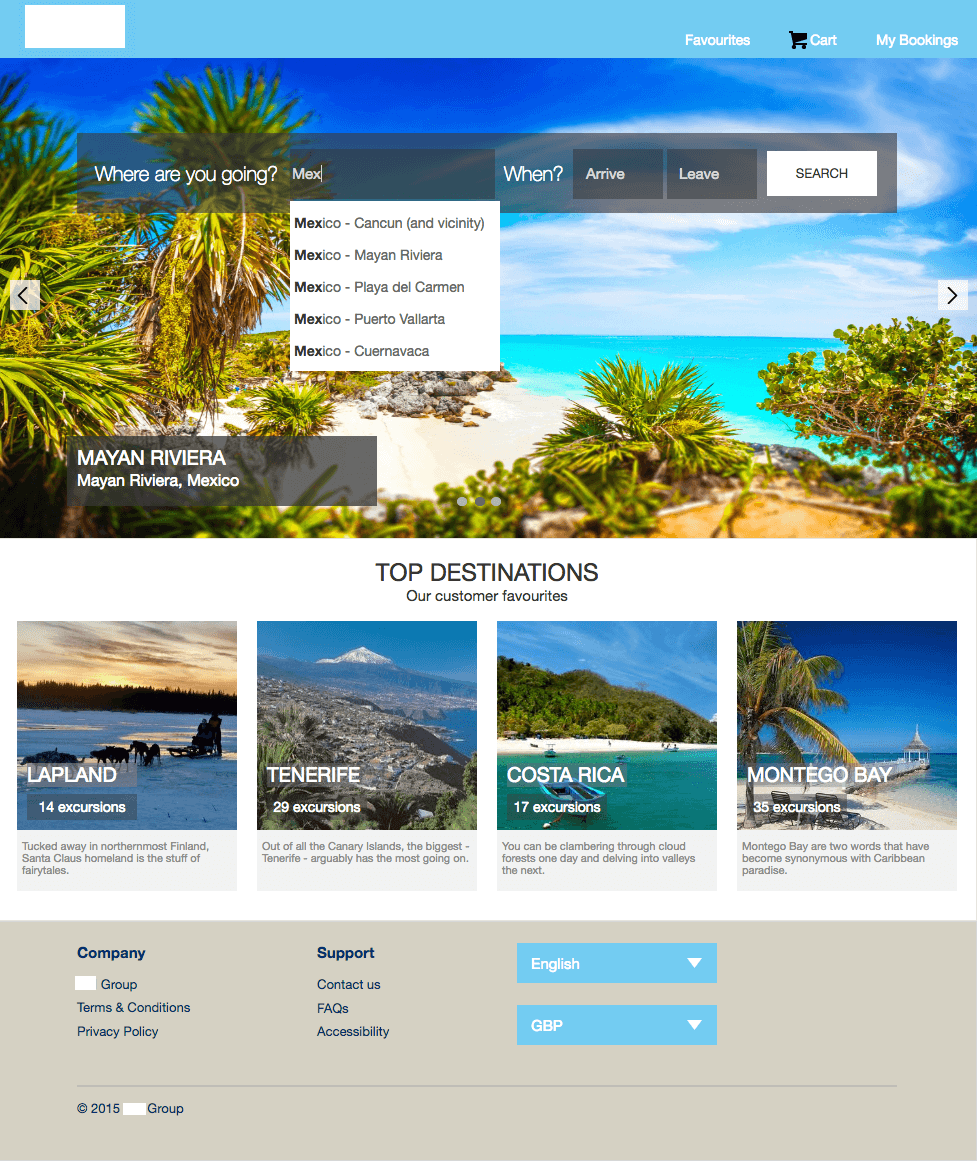 Favourites Cart My Bookings
Where are you going? Mex When? Arrive Leave SEARCH
Mexico - Cancun (and vicinity)
Mexico - Mayan Riviera
Mexico - Playa del Carmen
Mexico - Puerto Vallarta
Mexico - Cuernavaca
MAYAN RIVIERA
Mayan Riviera, Mexico
TOP DESTINATIONS
Our customer favourites
LAPLAND
14 excursions
Tucked away in northernmost Finland,
Santa Claus homeland is the stuff of
fairytales.
TENERIFE
29 excursions
Out of all the Canary Islands, the biggest -
Tenerife - arguably has the most going on.
COSTA RICA
17 excursions
You can be clambering through cloud
forests one day and delving into valleys
the next.
MONTEGO BAY
35 excursions
Montego Bay are two words that have
become synonymous with Caribbean
paradise.
Company
Group
Terms & Conditions
Privacy Policy
Support
Contact us
FAQs
Accessibility
English
GBP
© 2015 Group